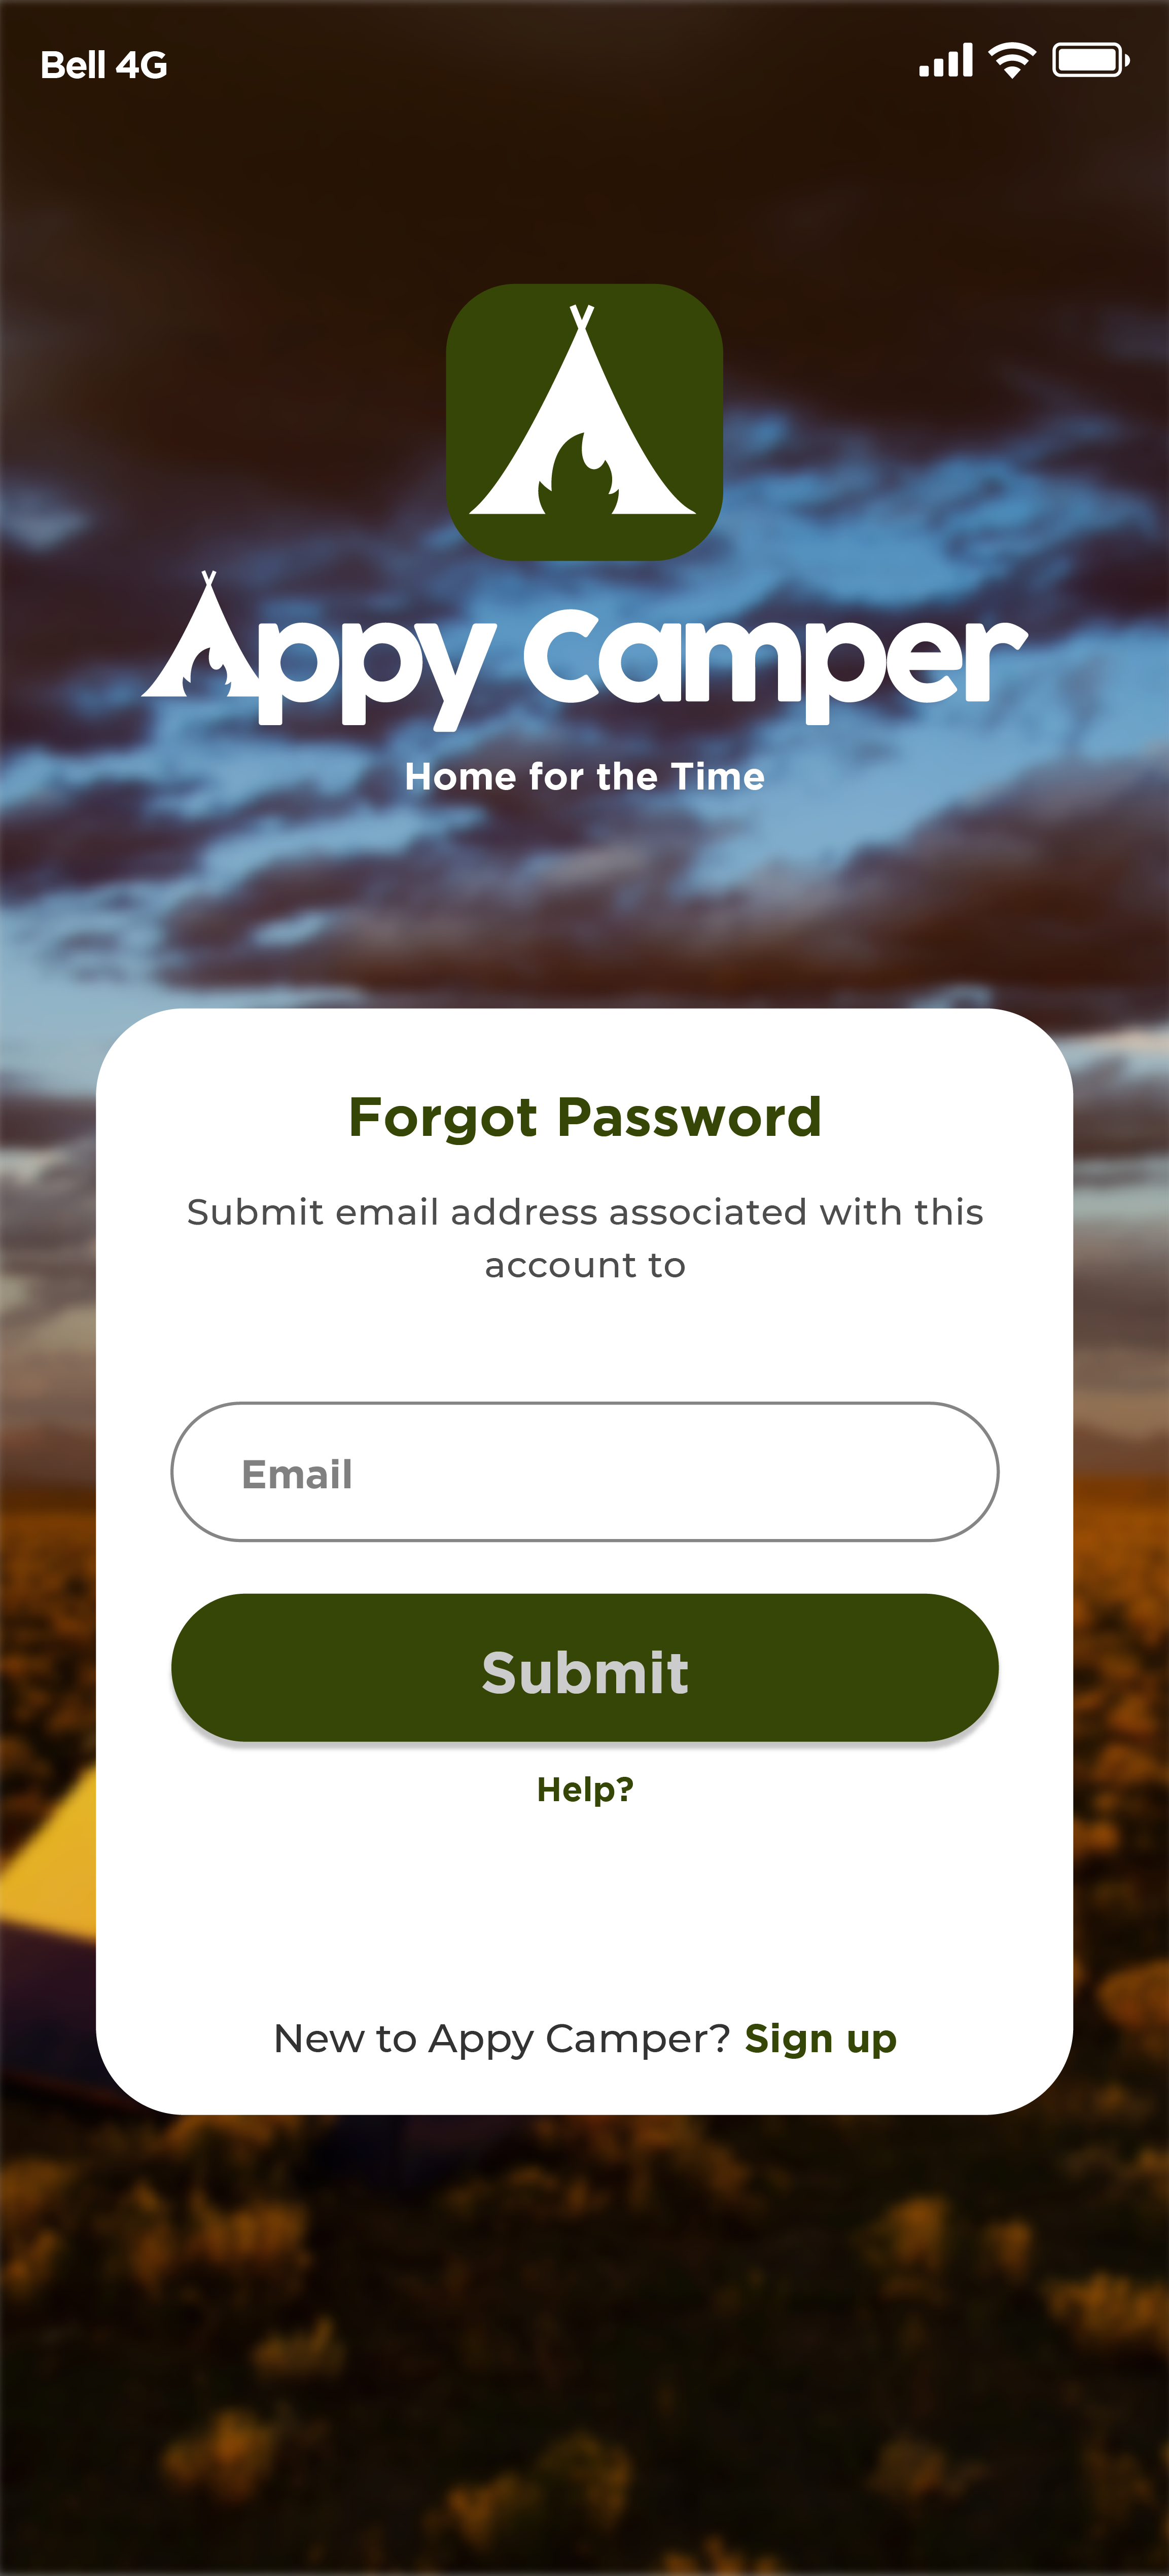 Bell 4G
Appy Camper
Home for the Time
Forgot Password
Submit email address associated with this
account to
Email
Submit
Help?
New to Appy Camper? Sign up